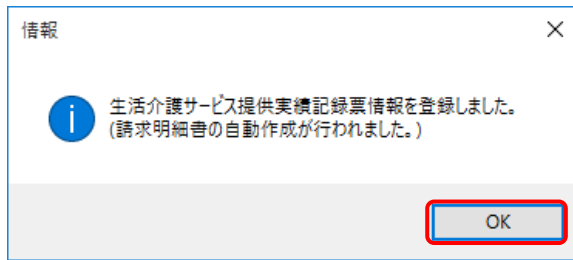 情報
生活介護サービス提供実績記録票情報を登録しました。
(請求明細書の自動作成が行われました。)
OK